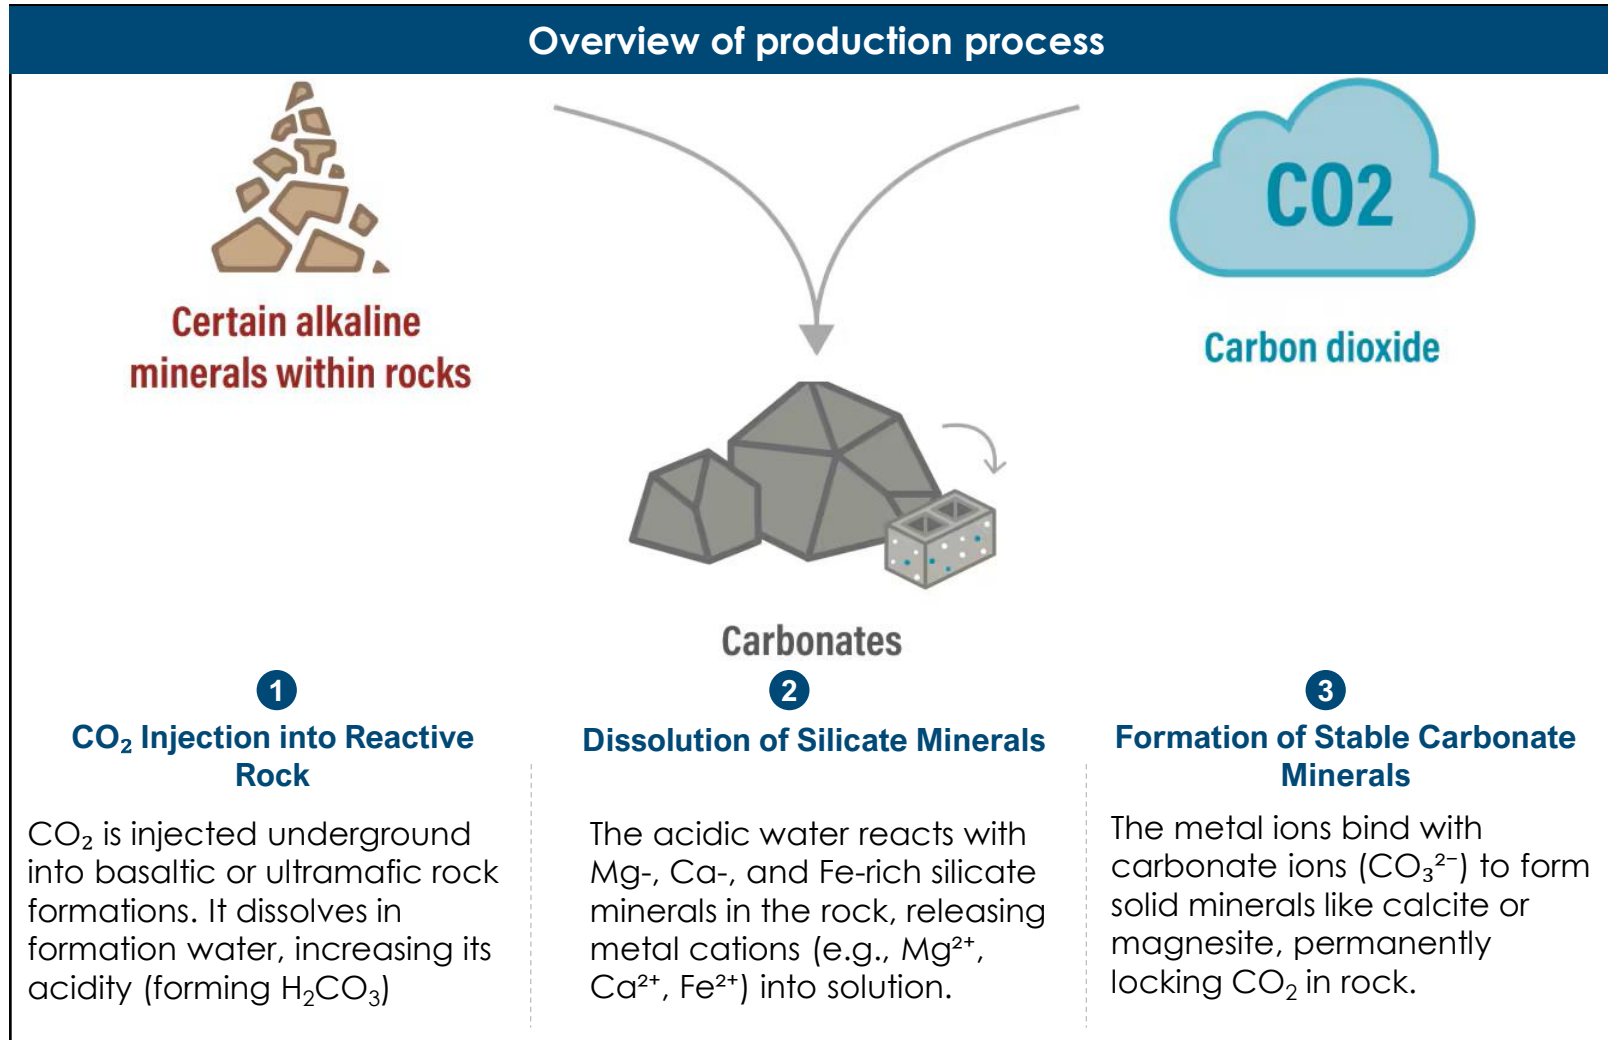 Overview of production process
Certain alkaline
minerals within rocks
CO2
Carbon dioxide
Carbonates
1
CO₂ Injection into Reactive
Rock
CO₂ is injected underground
into basaltic or ultramafic rock
formations. It dissolves in
formation water, increasing its
acidity (forming H₂CO₃)
2
Dissolution of Silicate Minerals
The acidic water reacts with
Mg-, Ca-, and Fe-rich silicate
minerals in the rock, releasing
metal cations (e.g., Mg²⁺,
Ca²⁺, Fe²⁺) into solution.
3
Formation of Stable Carbonate
Minerals
The metal ions bind with
carbonate ions (CO₃²⁻) to form
solid minerals like calcite or
magnesite, permanently
locking CO₂ in rock.